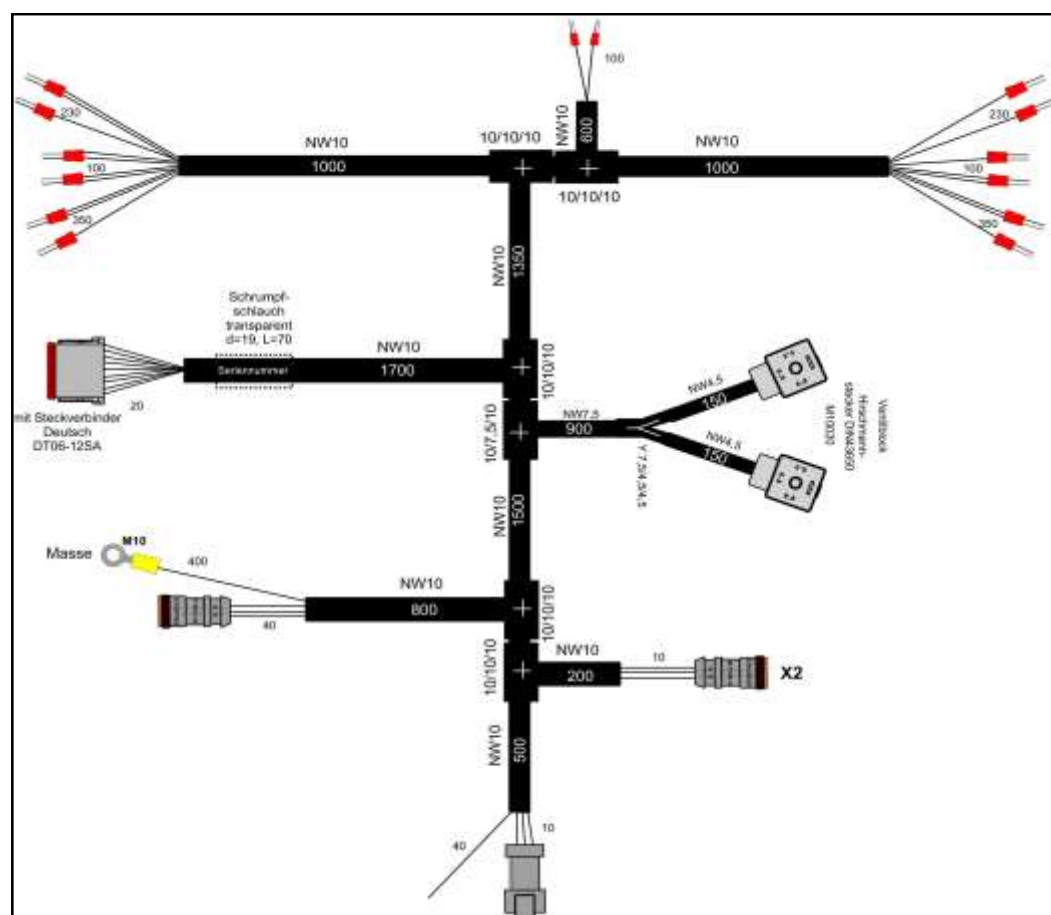 100
NW10
600
230
NW10
1000
10/10/10
NW10
1000
230
100
100
10/10/10
350
350
NW10
1350
Schrumpf-
schlauch
transparent
d=19, L=70
NW10
Seriennummer
1700
10/10/10
20
mit Steckverbinder
Deutsch
DT06-12SA
NW4,5
150
NW7,5
900
10/7,5/10
NW4,5
150
Y 7,5/4,5/4,5
Ventilblock
Hirschmann-
stecker DIN43650
NW10
1500
Masse
M10
400
NW10
800
40
10/10/10
10/10/10
NW10
200
10
X2
NW10
500
40
10